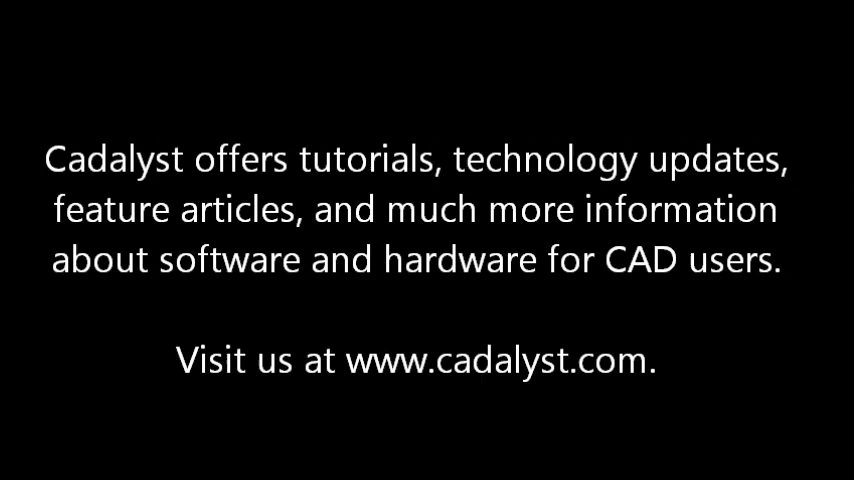 Cadalyst offers tutorials, technology updates,
feature articles, and much more information
about software and hardware for CAD users.
Visit us at www.cadalyst.com.